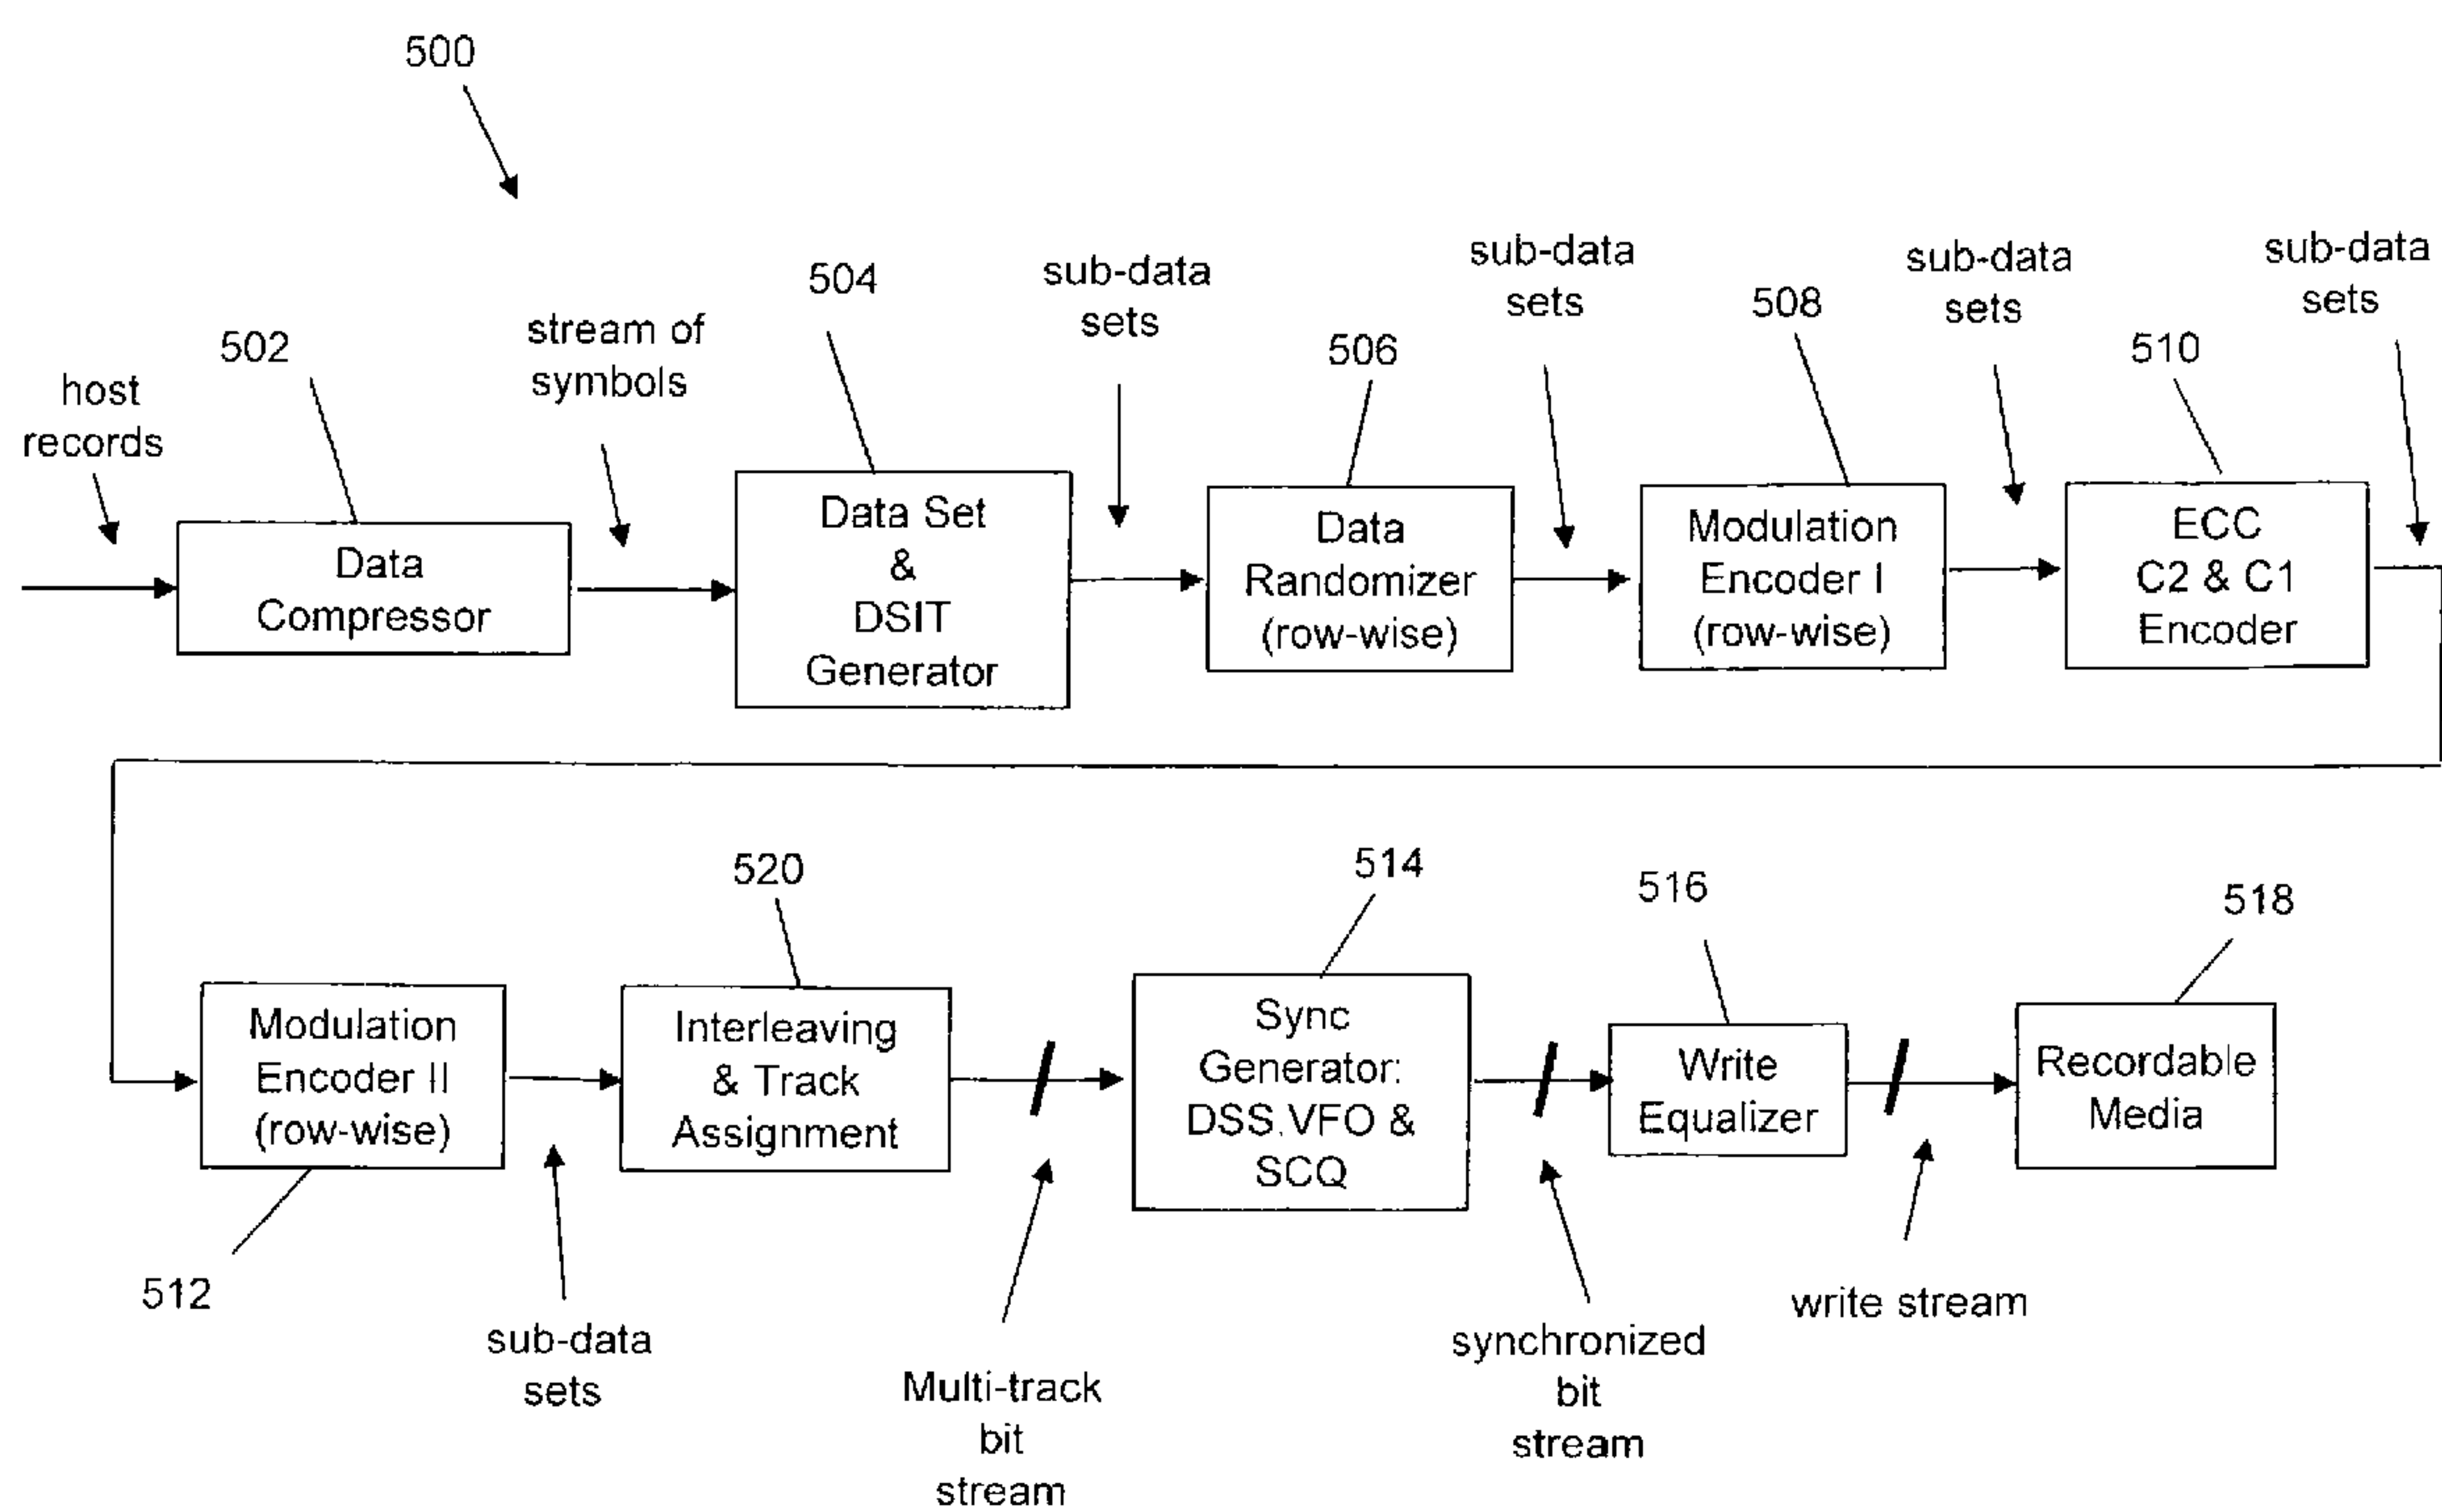 500
host
records
502
Data
Compressor
stream of
symbols
504
Data Set
&
DSIT
Generator
sub-data
sets
506
Data
Randomizer
(row-wise)
sub-data
sets
508
Modulation
Encoder I
(row-wise)
sub-data
sets
510
ECC
C2 & C1
Encoder
sub-data
sets
Modulation
Encoder II
(row-wise)
512
sub-data
sets
520
Interleaving
& Track
Assignment
Multi-track
bit
stream
514
Sync
Generator:
DSS.VFO &
SCQ
synchronized
bit
stream
516
Write
Equalizer
write stream
518
Recordable
Media